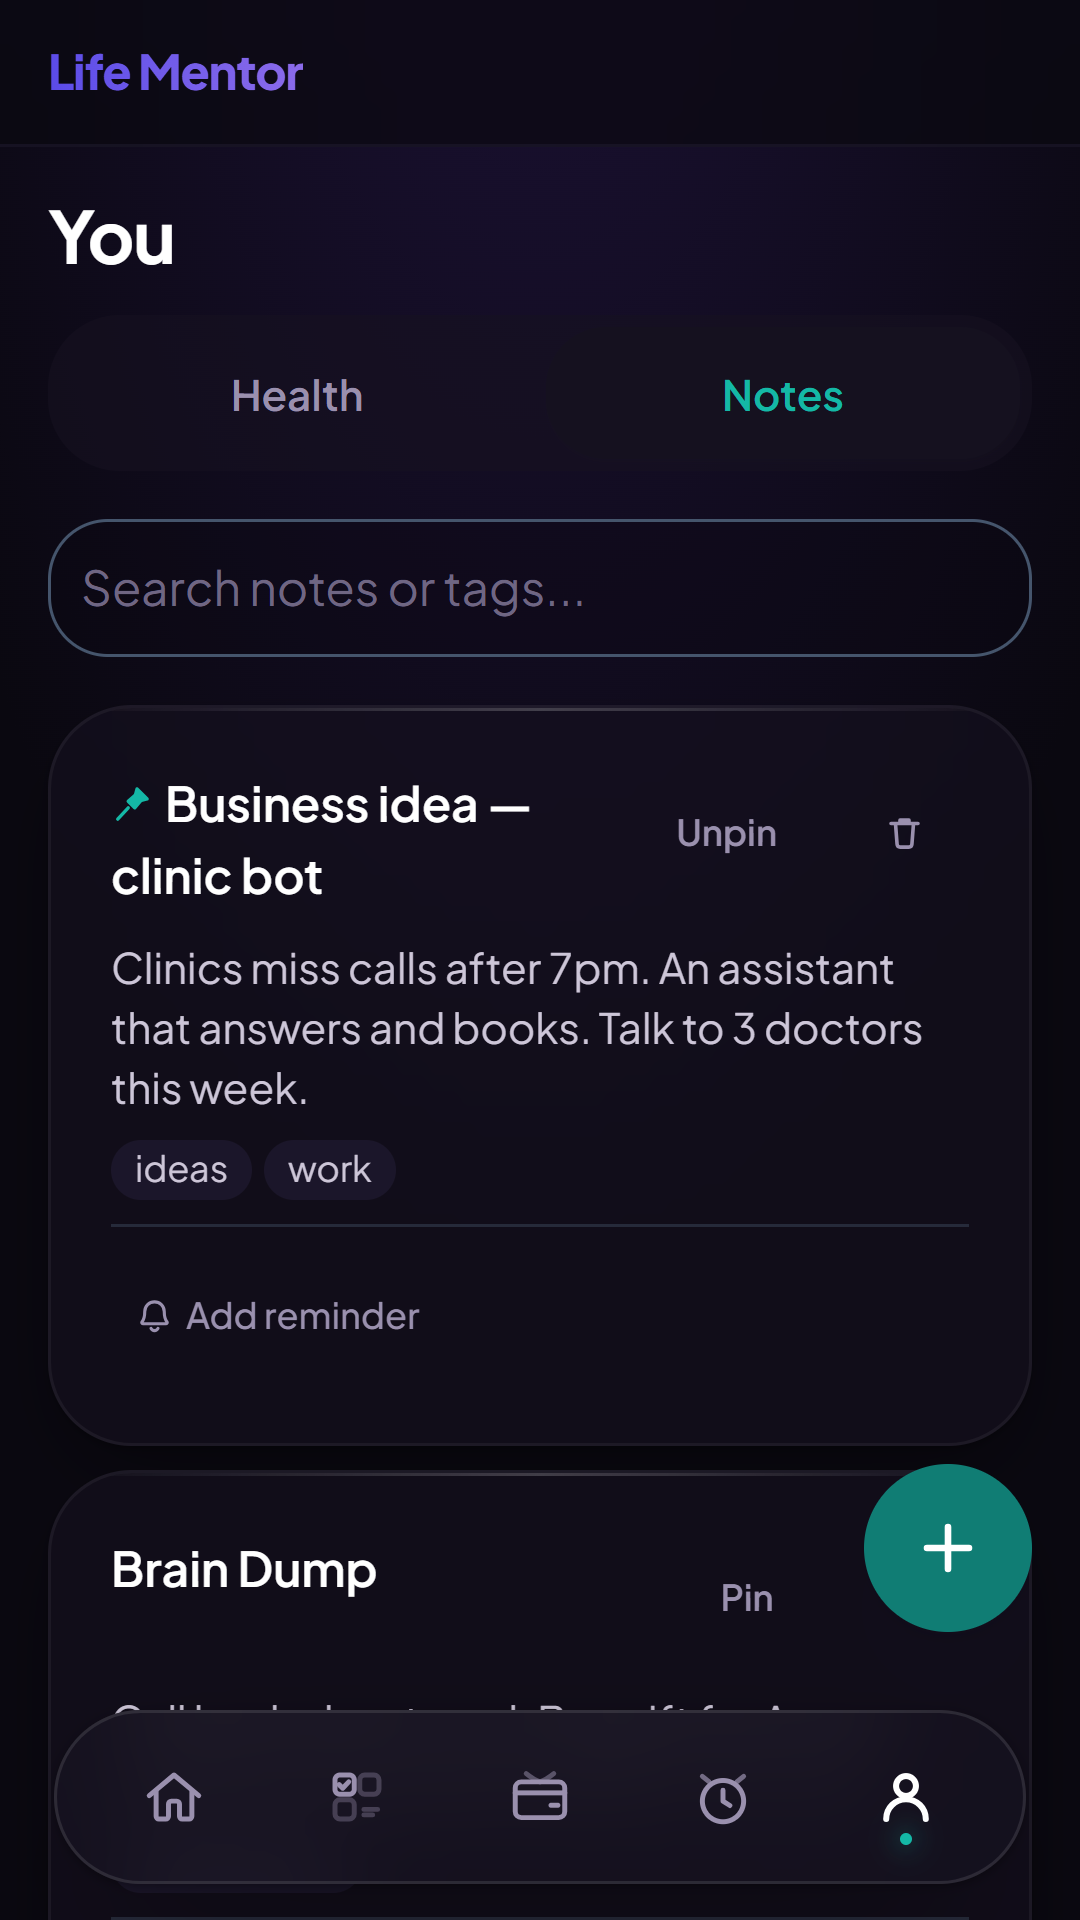 Life Mentor
You
Health
Notes
Search notes or tags...
Business idea —
clinic bot
Unpin
Clinics miss calls after 7pm. An assistant
that answers and books. Talk to 3 doctors
this week.
ideas
work
Add reminder
Brain Dump
Pin